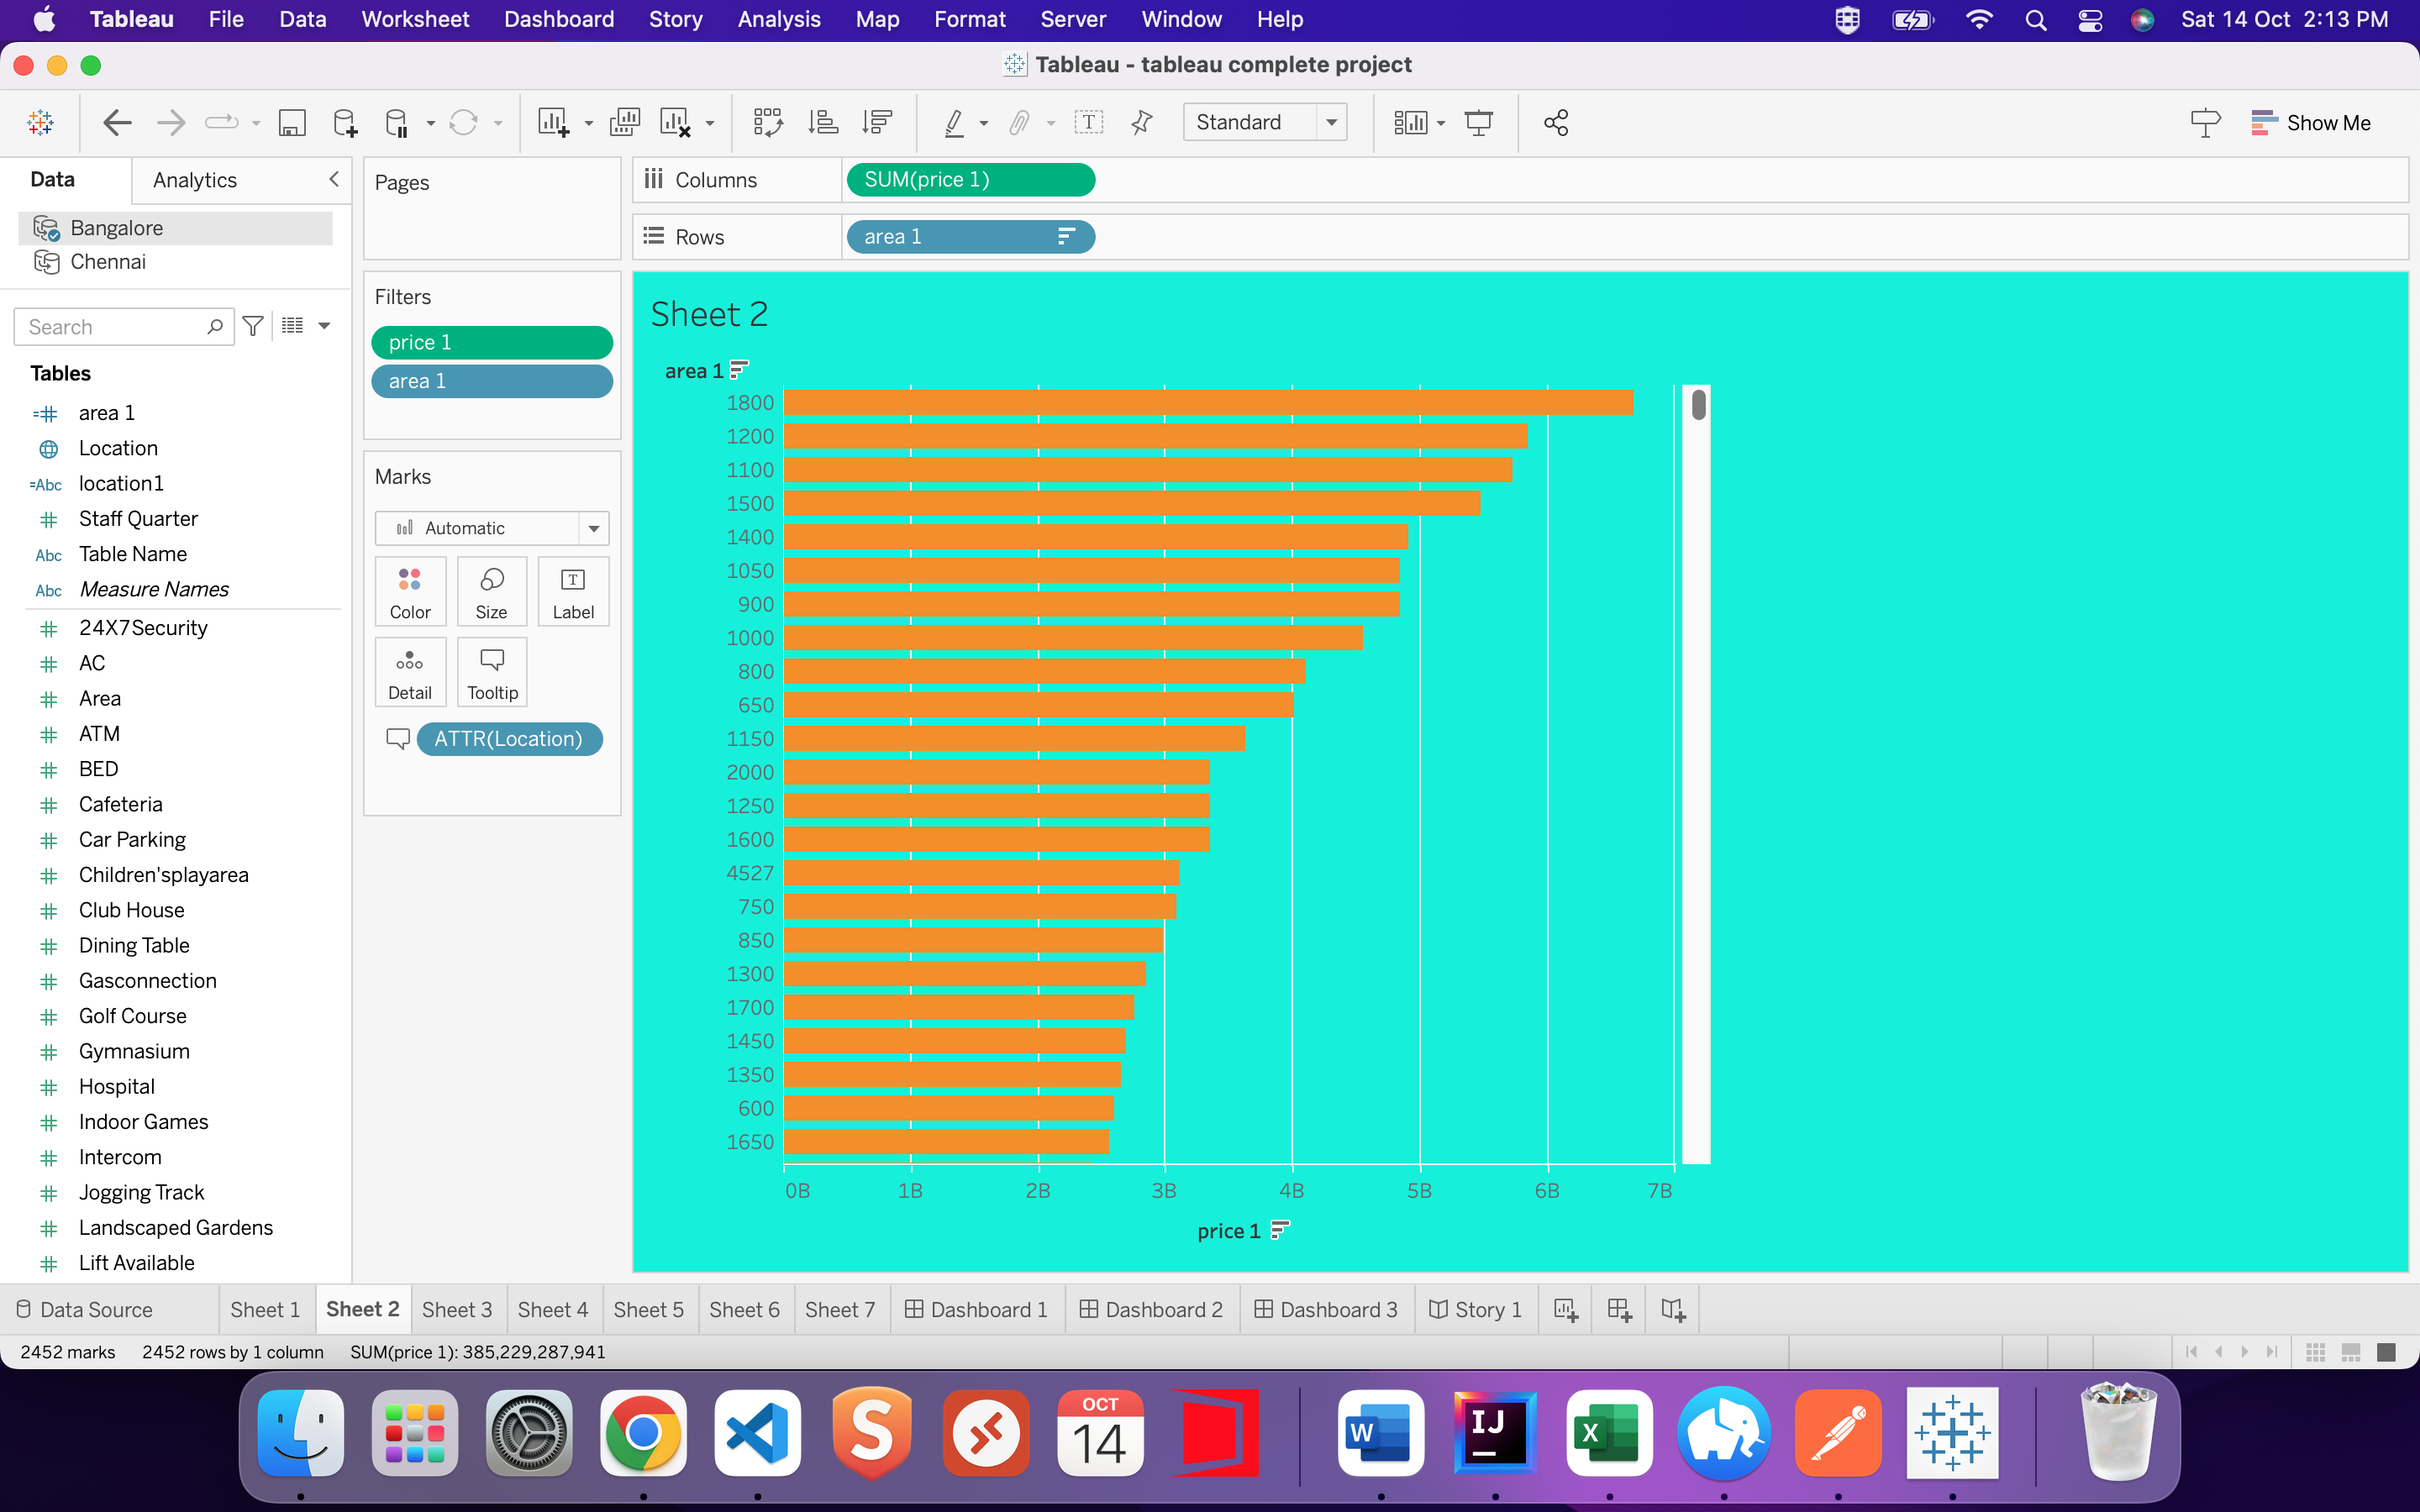 Tableau File Data Worksheet Dashboard Story Analysis Map Format Server Window Help Sat 14 Oct 2:13 PM
Tableau - tableau complete project
Standard Show Me
Data Analytics
Bangalore
Chennai
Search
Tables
area 1
Location
=Abc location1
Staff Quarter
Abc Table Name
Abc Measure Names
24X7Security
AC
Area
ATM
BED
Cafeteria
Car Parking
Children'splayarea
Club House
Dining Table
Gasconnection
Golf Course
Gymnasium
Hospital
Indoor Games
Intercom
Jogging Track
Landscaped Gardens
Lift Available
Pages
Filters
price 1
area 1
Marks
Automatic
Color Size Label
Detail Tooltip
ATTR(Location)
Columns SUM(price 1)
Rows area 1
Sheet 2
area 1
1800
1200
1100
1500
1400
1050
900
1000
800
650
1150
2000
1250
1600
4527
750
850
1300
1700
1450
1350
600
1650
0B 1B 2B 3B 4B 5B 6B 7B
price 1
Data Source Sheet 1 Sheet 2 Sheet 3 Sheet 4 Sheet 5 Sheet 6 Sheet 7 Dashboard 1 Dashboard 2 Dashboard 3 Story 1
2452 marks 2452 rows by 1 column SUM(price 1): 385,229,287,941
OCT
14
W
IJ
X